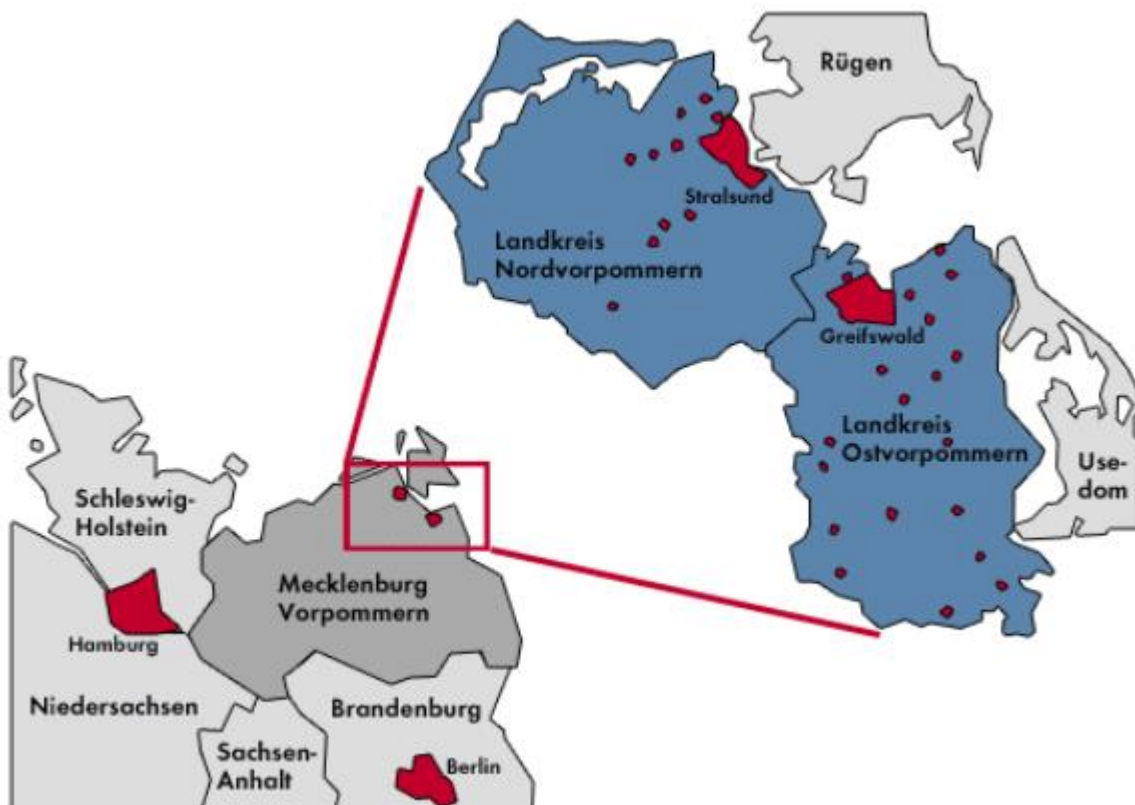 Rügen
Stralsund
Landkreis
Nordvorpommern
Greifswald
Landkreis
Ostvorpommern
Use-
dom
Schleswig-
Holstein
Mecklenburg
Vorpommern
Hamburg
Niedersachsen
Brandenburg
Sachsen-
Anhalt
Berlin